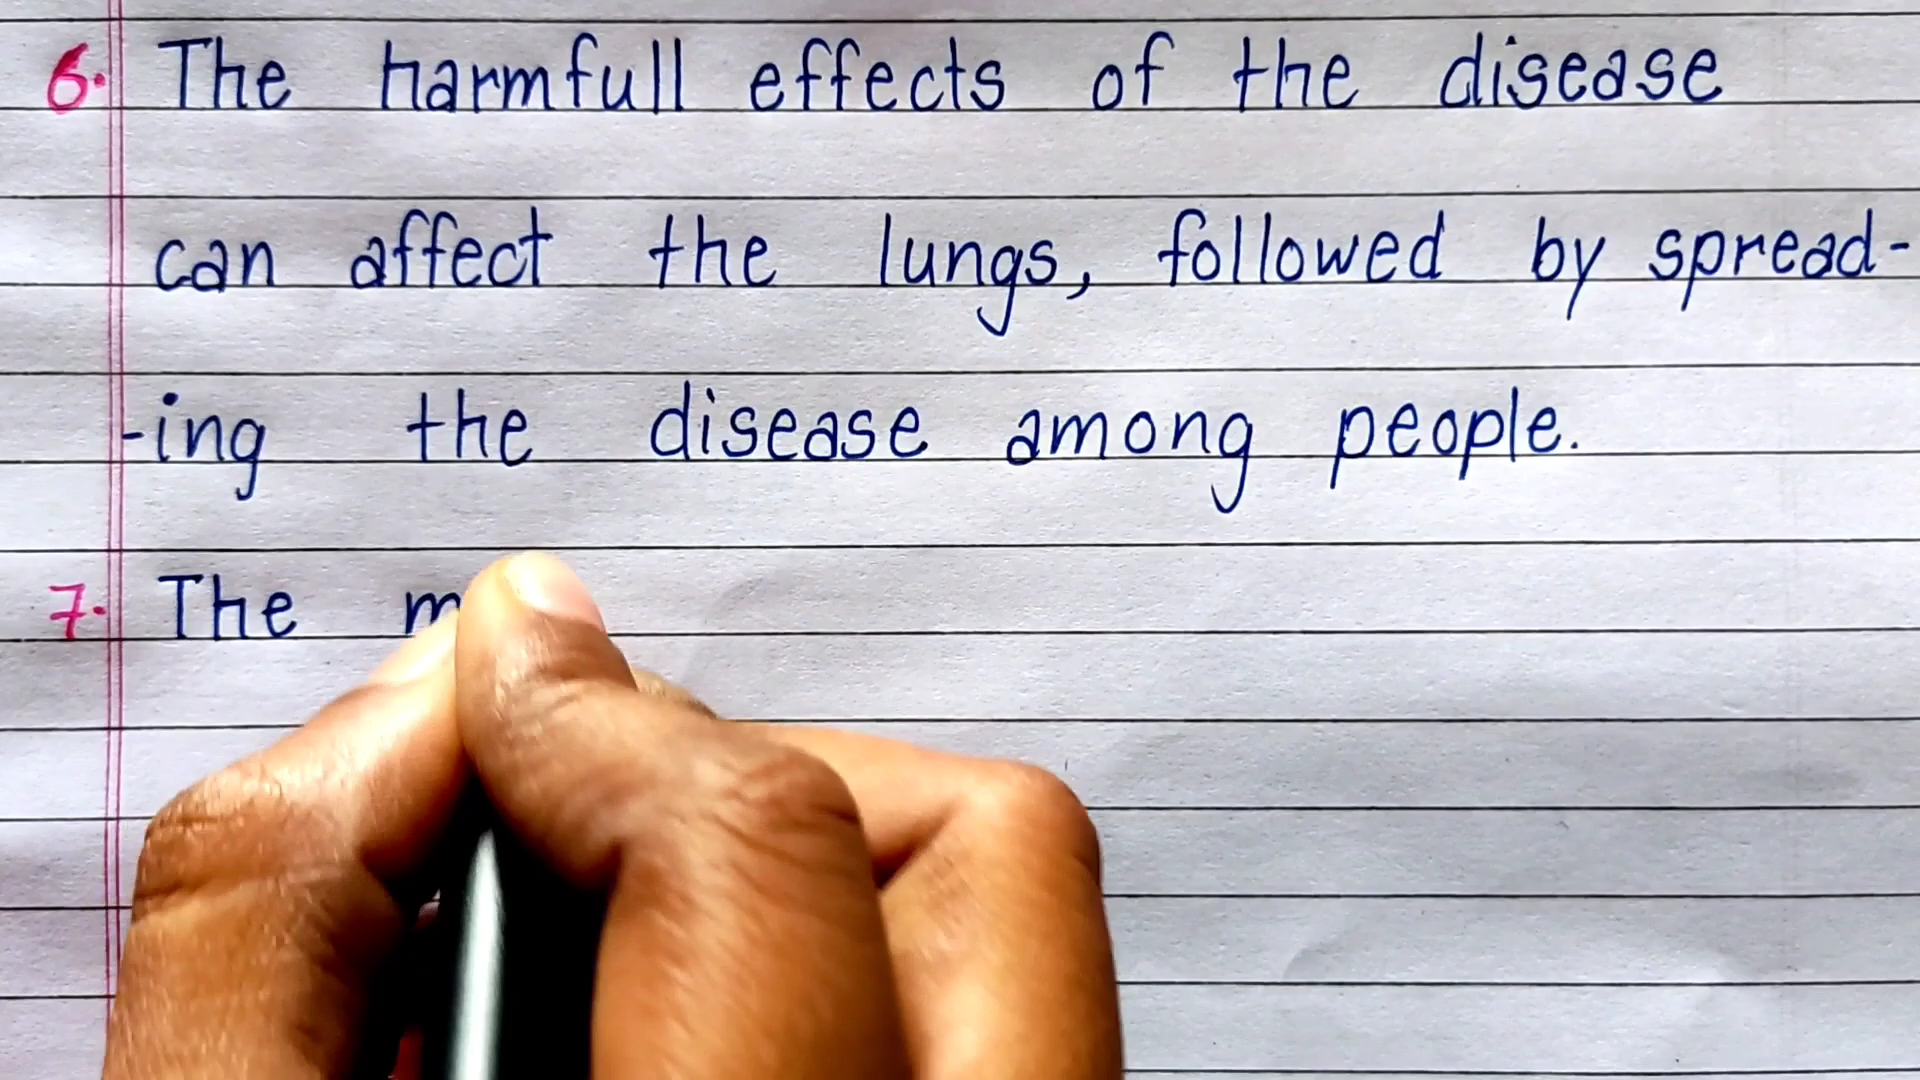 6. The harmfull effects of the disease
can affect the lungs, followed by spread-
-ing the disease among people.
7. The m